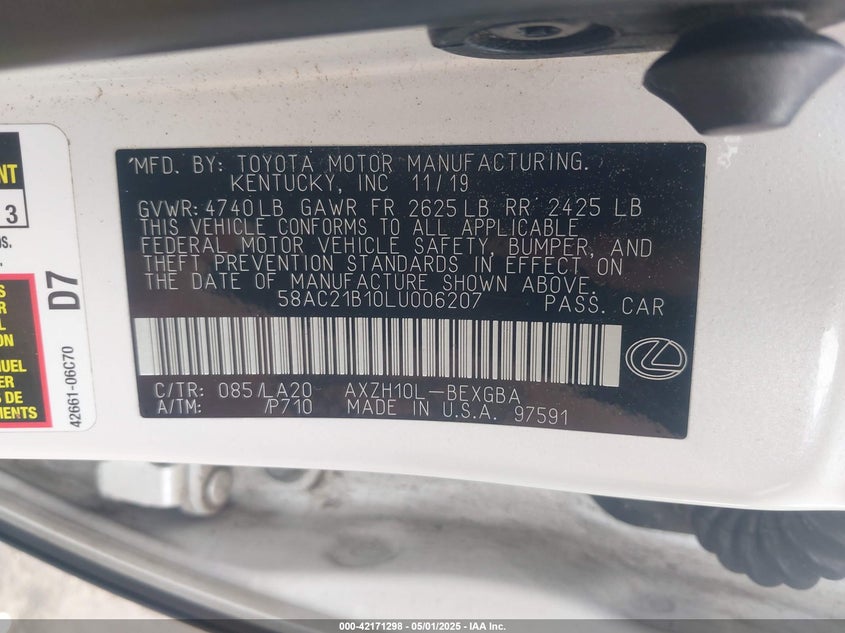 'MFD. BY: TOYOTA MOTOR MANUFACTURING.
KENTUCKY, INC 11/19
GVWR: 4740 LB GAWR FR 2625 LB RR 2425 LB
THIS VEHICLE CONFORMS TO ALL APPLICABLE
FEDERAL MOTOR VEHICLE SAFETY, BUMPER, AND
THEFT PREVENTION STANDARDS IN EFFECT ON
THE DATE OF MANUFACTURE SHOWN ABOVE.
58AC21B10LU006207 PASS. CAR
C/TR: 085/LA20 AXZH10L-BEXGBA
A/TM: /P710 MADE IN U.S.A. 97591
NT
3
D7
42661-06C70
000-42171298 - 05/01/2025 - IAA Inc.